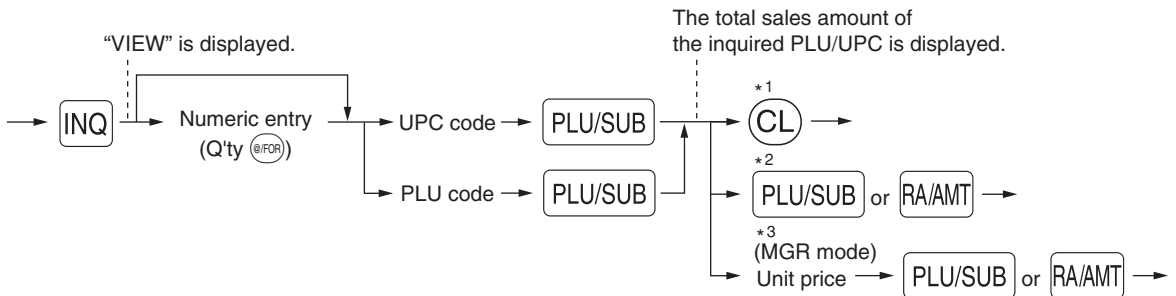 The total sales amount of
the inquired PLU/UPC is displayed.
“VIEW” is displayed.
INQ
Numeric entry
(Q'ty @/FOR)
UPC code
PLU/SUB
PLU code
PLU/SUB
*1
CL
*2
PLU/SUB or RA/AMT
*3
(MGR mode)
Unit price
PLU/SUB or RA/AMT